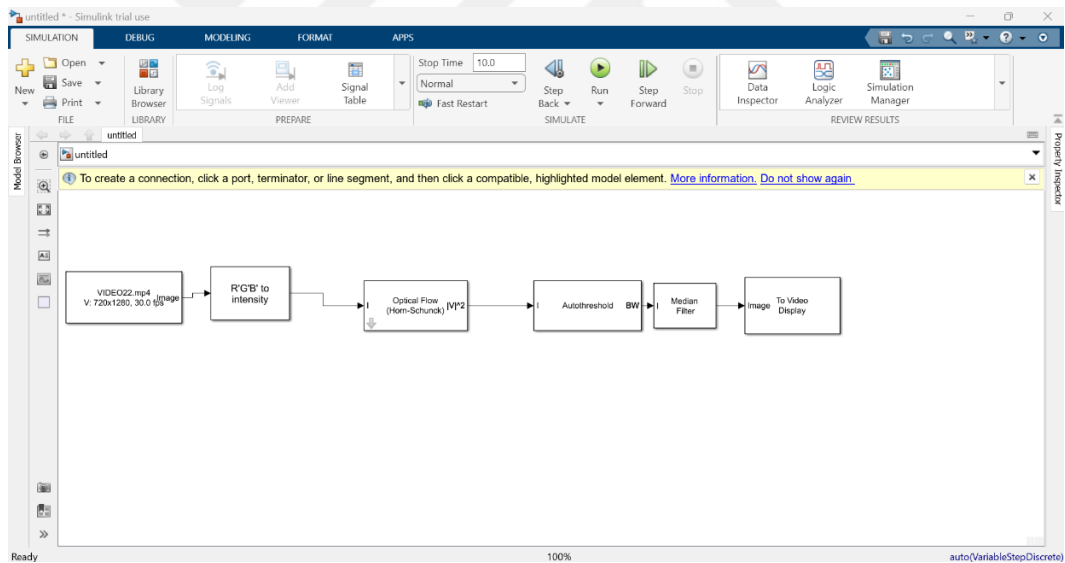 untitled * - Simulink trial use
SIMULATION DEBUG MODELING FORMAT APPS
New
Open
Save
Print
FILE
Library Browser
LIBRARY
Log Signals
Add Viewer
Signal Table
PREPARE
Stop Time 10.0
Normal
Fast Restart
Step Back
Run
Step Forward
Stop
SIMULATE
Data Inspector
Logic Analyzer
Simulation Manager
REVIEW RESULTS
Model Browser
untitled
untitled
Property Inspector
To create a connection, click a port, terminator, or line segment, and then click a compatible, highlighted model element. More information. Do not show again
VIDEO22.mp4
V: 720x1280, 30.0 fps
Image
R'G'B' to
intensity
I
Optical Flow
(Horn-Schunck)
|V|^2
I
Autothreshold
BW
I
Median
Filter
Image
To Video
Display
Ready
100%
auto(VariableStepDiscrete)